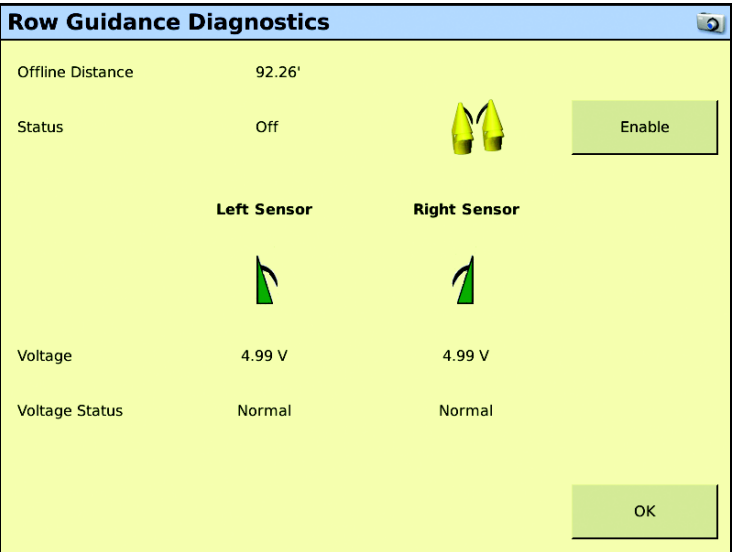 Row Guidance Diagnostics
Offline Distance 92.26'
Status Off Enable
Left Sensor Right Sensor
Voltage 4.99 V 4.99 V
Voltage Status Normal Normal
OK